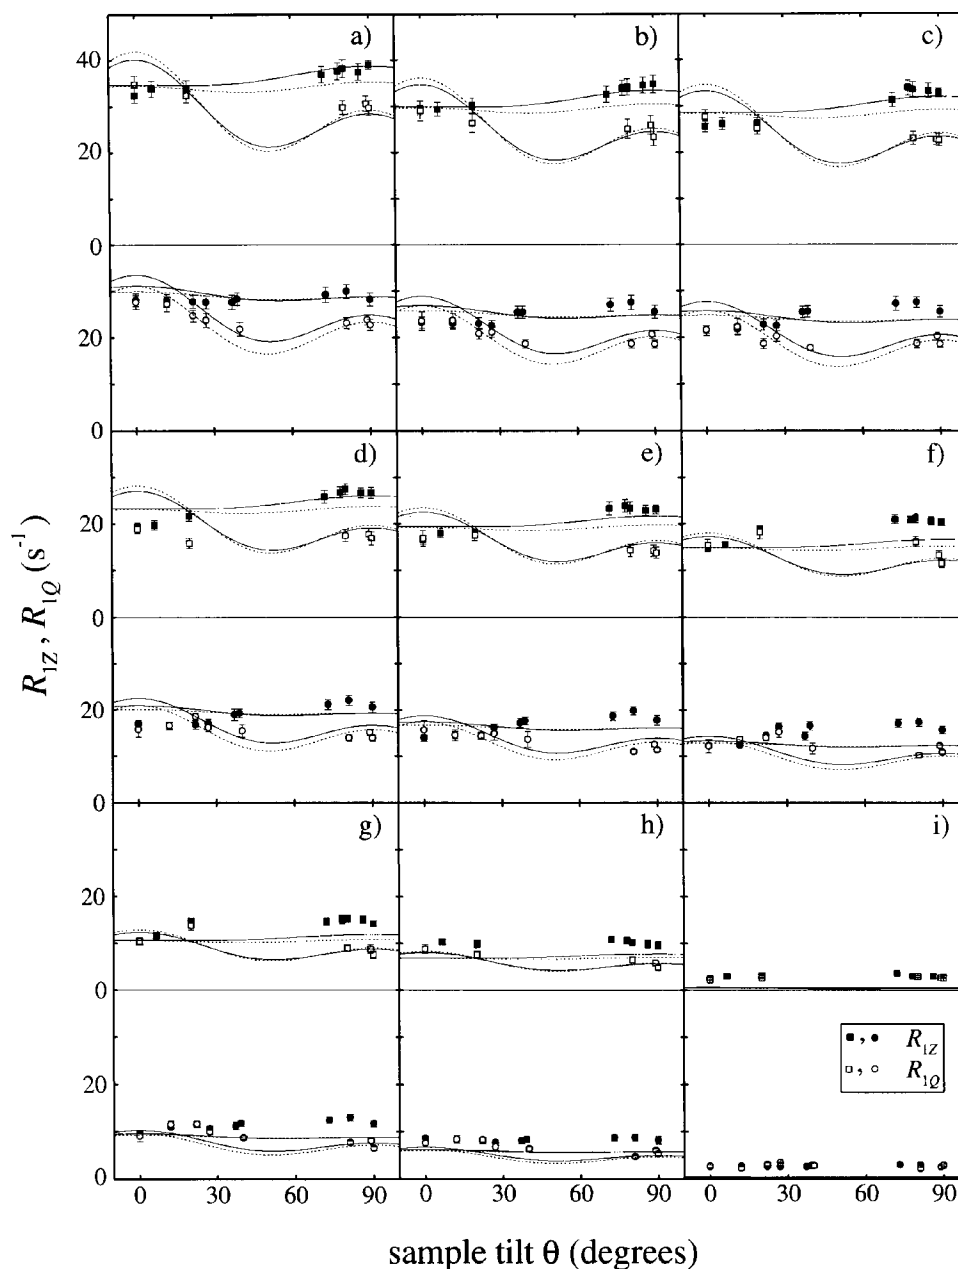 a) b) c)
40
20
0
20
0
d) e) f)
20
0
20
0
g) h) i)
20
0
20
0
R1Z, R1Q (s-1)
■ , ● R1Z
□ , ○ R1Q
0 30 60 90 0 30 60 90 0 30 60 90
sample tilt θ (degrees)